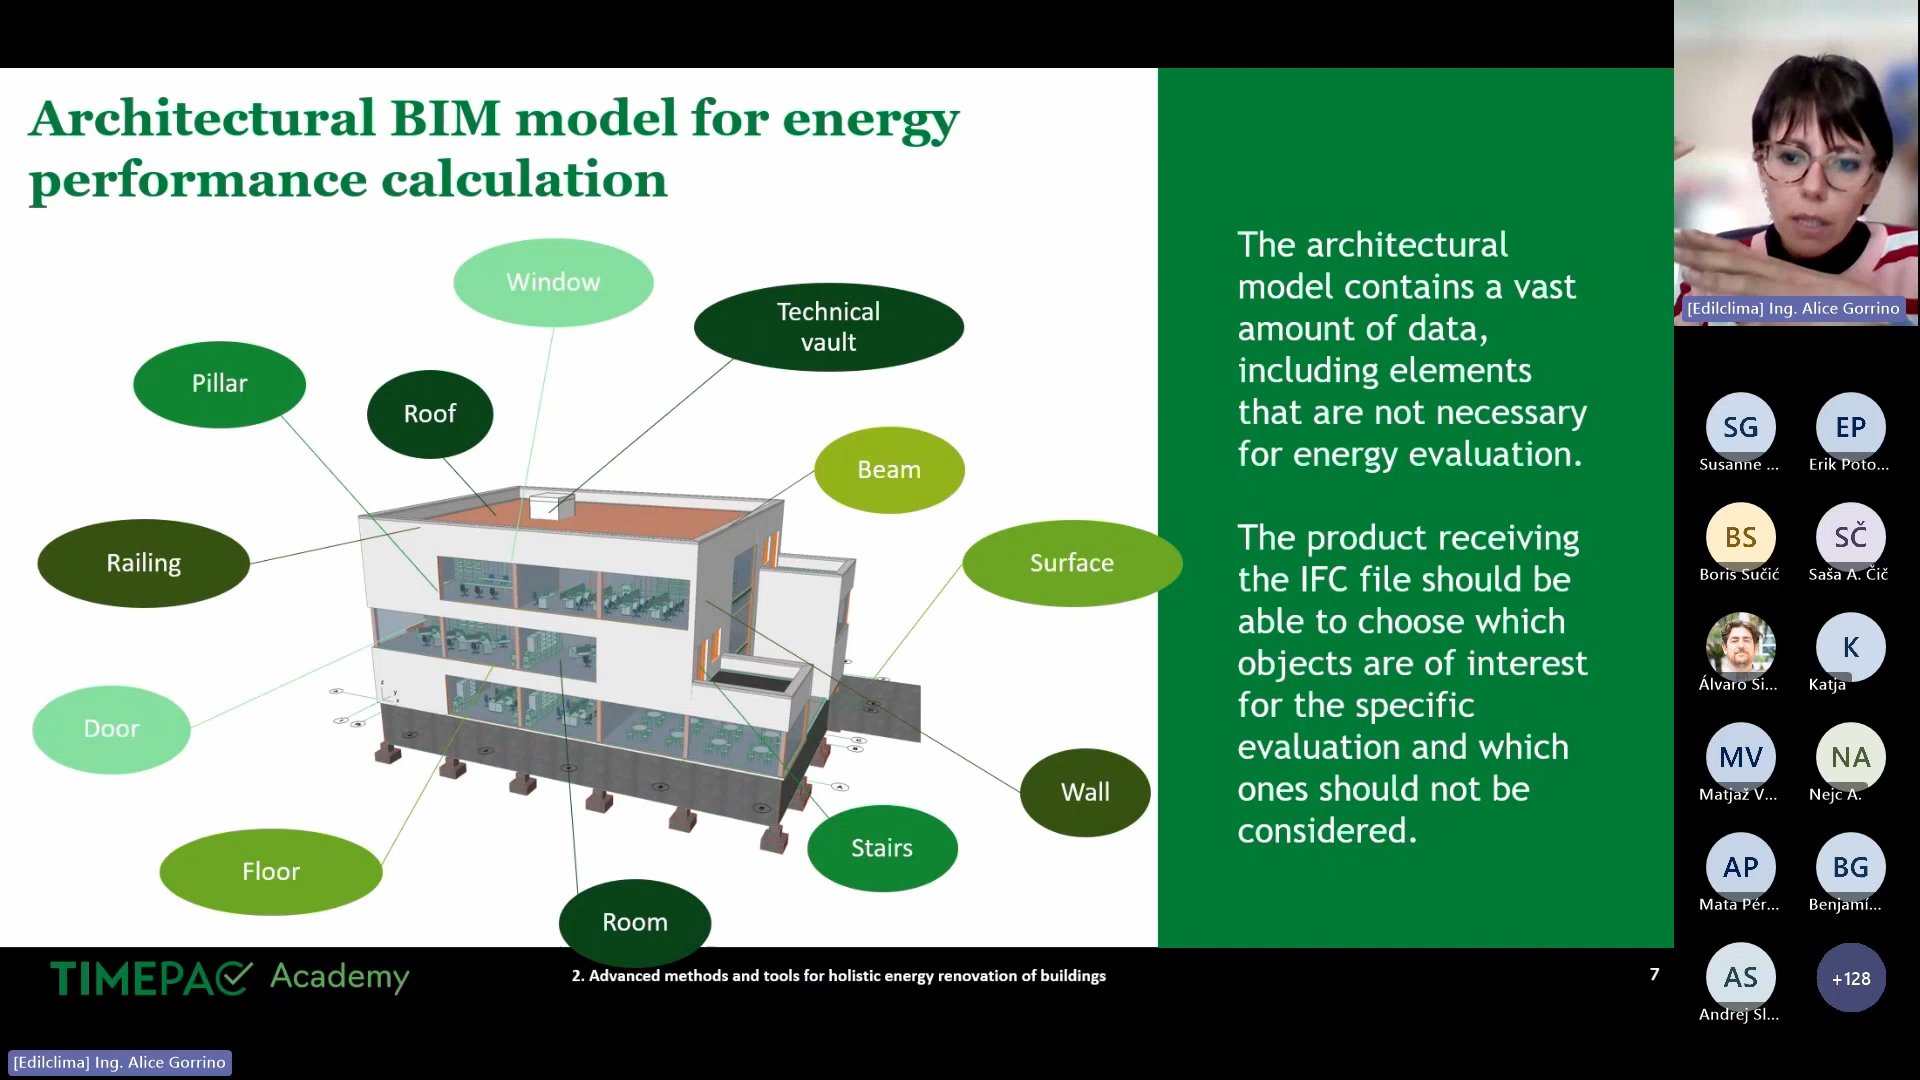 Architectural BIM model for energy
performance calculation
Window
Technical
vault
Pillar
Roof
Beam
Railing
Surface
Door
Wall
Stairs
Floor
Room
The architectural
model contains a vast
amount of data,
including elements
that are not necessary
for energy evaluation.
The product receiving
the IFC file should be
able to choose which
objects are of interest
for the specific
evaluation and which
ones should not be
considered.
TIMEPAC Academy
2. Advanced methods and tools for holistic energy renovation of buildings
7
[Edilclima] Ing. Alice Gorrino
[Edilclima] Ing. Alice Gorrino
SG
Susanne ...
EP
Erik Poto...
BS
Boris Sučić
SČ
Saša A. Čič
Álvaro Si...
K
Katja
MV
Matjaž V...
NA
Nejc A.
AP
Mata Pér...
BG
Benjamí...
AS
Andrej Sl...
+128